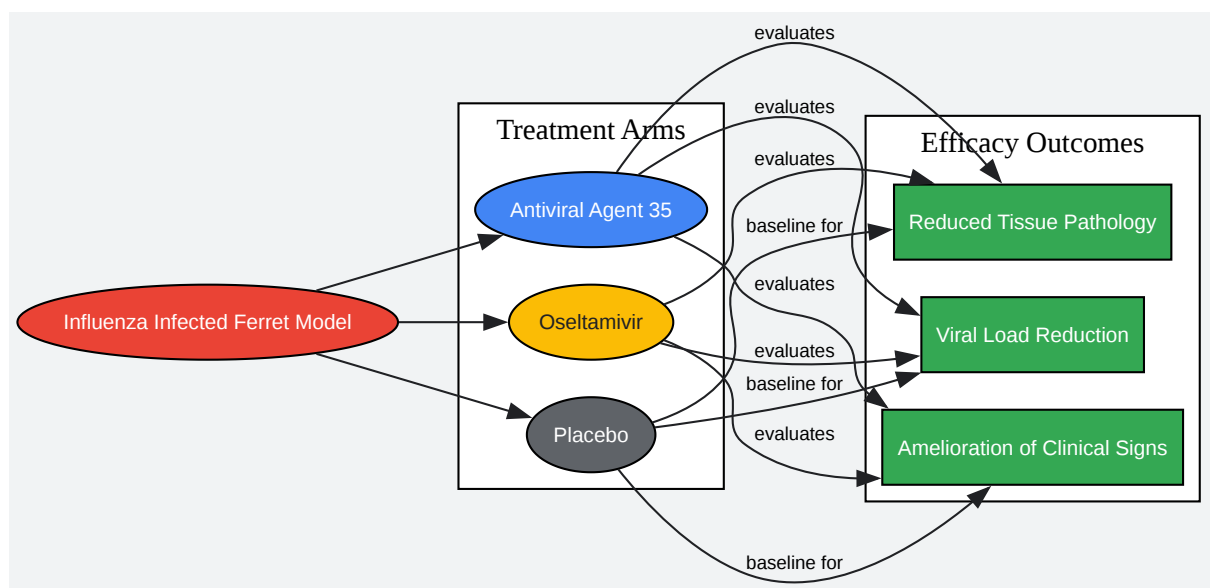 evaluates
evaluates
Treatment Arms
Efficacy Outcomes
evaluates
Antiviral Agent 35
Reduced Tissue Pathology
baseline for
evaluates
Influenza Infected Ferret Model
Oseltamivir
Viral Load Reduction
evaluates
baseline for
Placebo
evaluates
Amelioration of Clinical Signs
baseline for